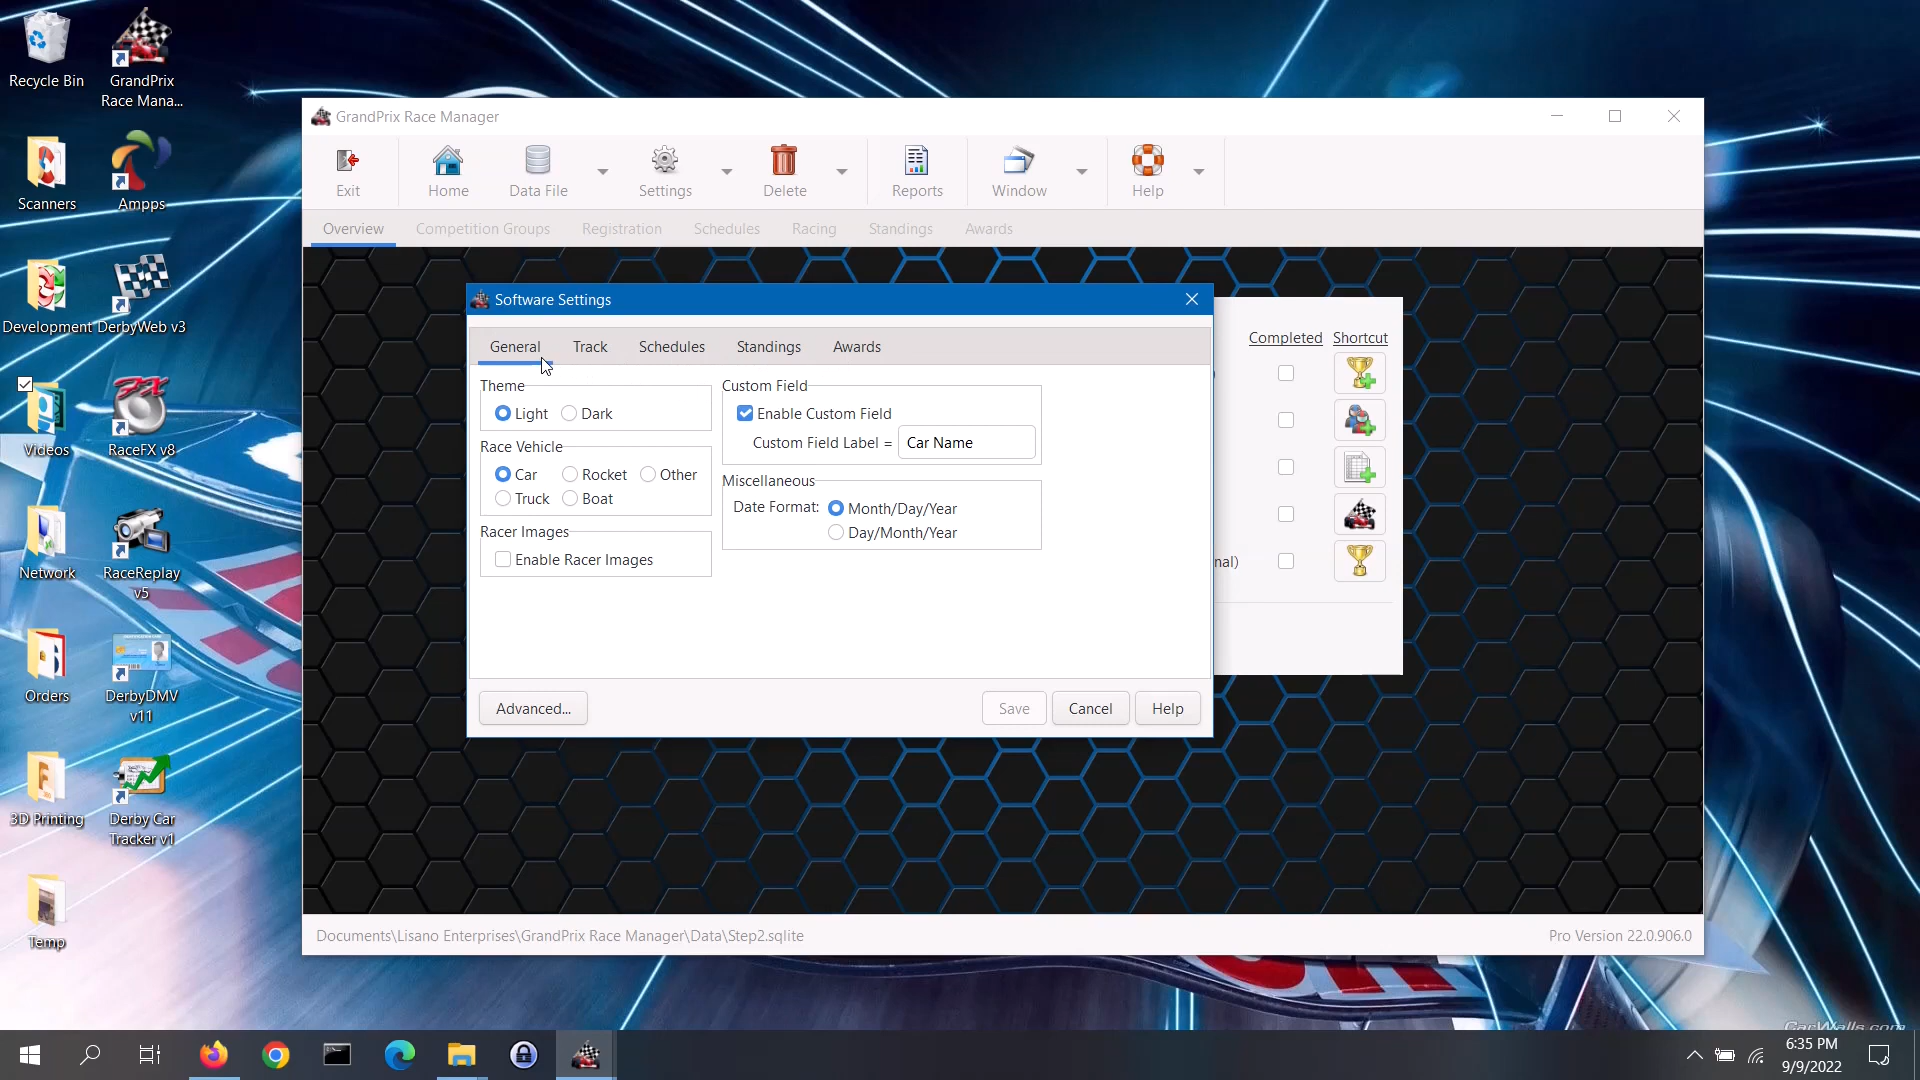 Recycle Bin
GrandPrix
Race Mana...
Scanners
Ampps
Development
DerbyWeb v3
Videos
RaceFX v8
Network
RaceReplay
v5
Orders
DerbyDMV
v11
3D Printing
Derby Car
Tracker v1
Temp
GrandPrix Race Manager
Exit
Home
Data File
Settings
Delete
Reports
Window
Help
Overview
Competition Groups
Registration
Schedules
Racing
Standings
Awards
Software Settings
General
Track
Schedules
Standings
Awards
Theme
Light
Dark
Race Vehicle
Car
Rocket
Other
Truck
Boat
Racer Images
Enable Racer Images
Custom Field
Enable Custom Field
Custom Field Label =
Car Name
Miscellaneous
Date Format:
Month/Day/Year
Day/Month/Year
Advanced...
Save
Cancel
Help
Completed
Shortcut
nal)
Documents\Lisano Enterprises\GrandPrix Race Manager\Data\Step2.sqlite
Pro Version 22.0.906.0
CarWalls.com
6:35 PM
9/9/2022